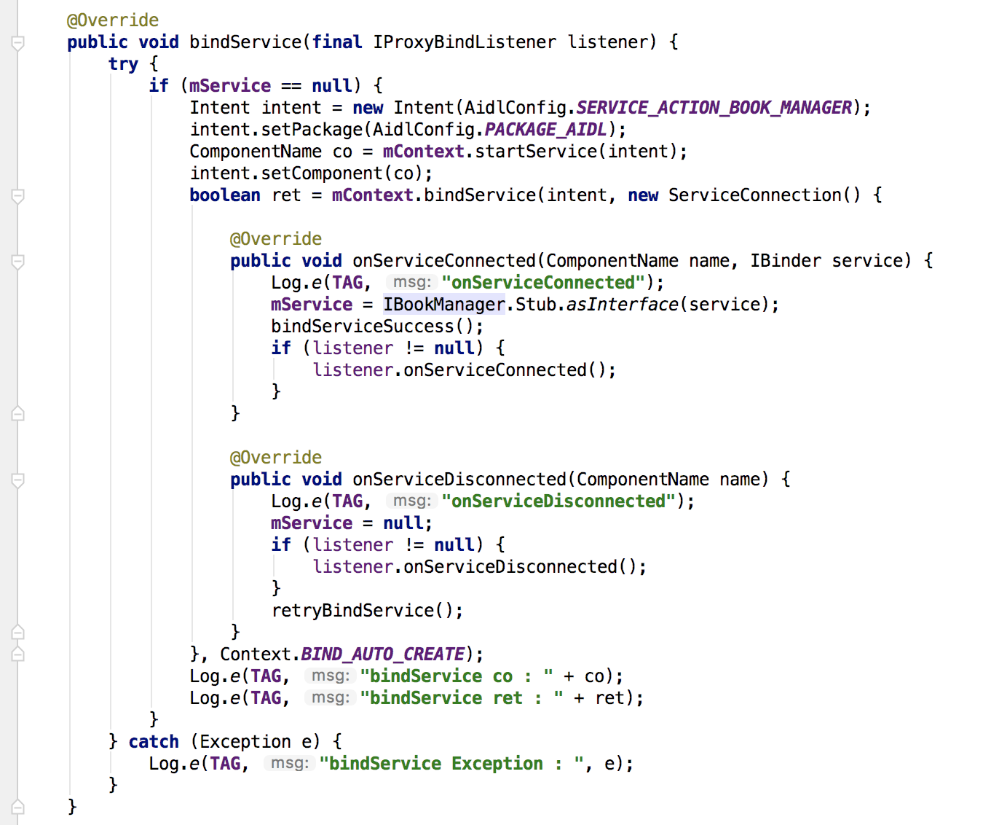 @Override
public void bindService(final IProxyBindListener listener) {
try {
if (mService == null) {
Intent intent = new Intent(AidlConfig.SERVICE_ACTION_BOOK_MANAGER);
intent.setPackage(AidlConfig.PACKAGE_AIDL);
ComponentName co = mContext.startService(intent);
intent.setComponent(co);
boolean ret = mContext.bindService(intent, new ServiceConnection() {
@Override
public void onServiceConnected(ComponentName name, IBinder service) {
Log.e(TAG, msg: "onServiceConnected");
mService = IBookManager.Stub.asInterface(service);
bindServiceSuccess();
if (listener != null) {
listener.onServiceConnected();
}
}
@Override
public void onServiceDisconnected(ComponentName name) {
Log.e(TAG, msg: "onServiceDisconnected");
mService = null;
if (listener != null) {
listener.onServiceDisconnected();
}
retryBindService();
}
}, Context.BIND_AUTO_CREATE);
Log.e(TAG, msg: "bindService co : " + co);
Log.e(TAG, msg: "bindService ret : " + ret);
}
} catch (Exception e) {
Log.e(TAG, msg: "bindService Exception : ", e);
}
}